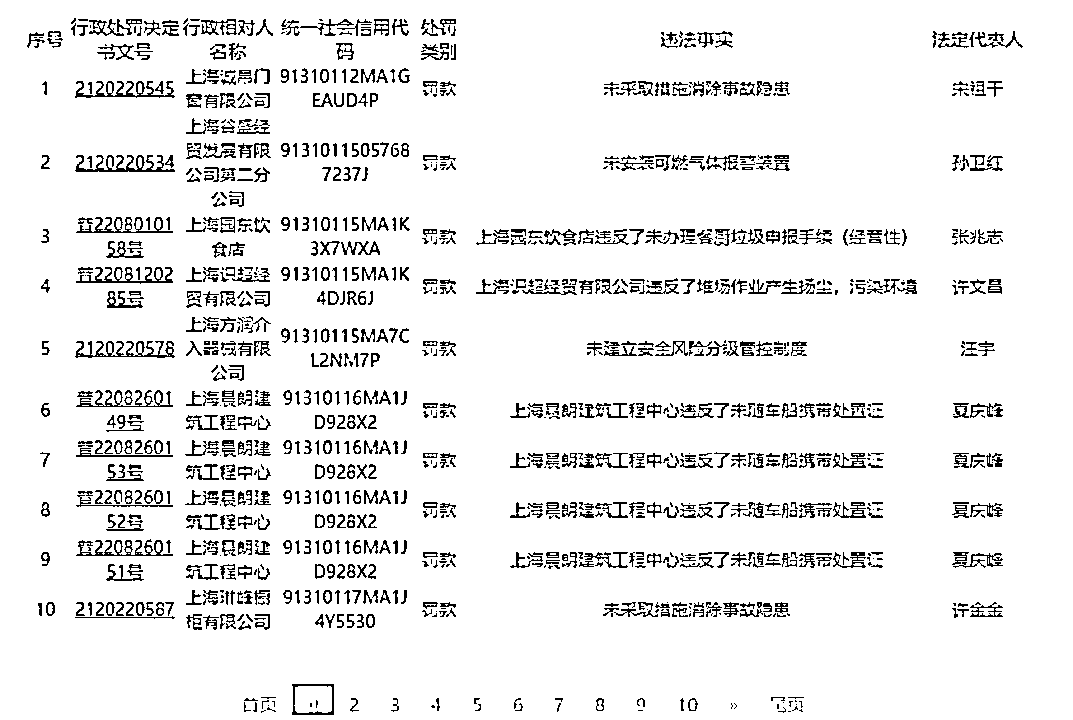 序号 行政处罚决定书文号 行政相对人名称 统一社会信用代码 处罚类别 违法事实 法定代表人
1 2120220545 上海诚帛门窗有限公司 91310112MA1GEAUD4P 罚款 未采取措施消除事故隐患 宋祖干
2 2120220534 上海谷盛经贸发展有限公司第二分公司 91310115057687237J 罚款 未安装可燃气体报警装置 孙卫红
3 2208010158号 上海园东饮食店 91310115MA1K3X7WXA 罚款 上海园东饮食店违反了未办理餐厨垃圾申报手续（经营性） 张兆志
4 2208120285号 上海识超经贸有限公司 91310115MA1K4DJR6J 罚款 上海识超经贸有限公司违反了堆场作业产生扬尘，污染环境 许文昌
5 2120220578 上海方润介入器械有限公司 91310115MA7CL2NM7P 罚款 未建立安全风险分级管控制度 汪宇
6 2208260149号 上海晨朗建筑工程中心 91310116MA1JD928X2 罚款 上海晨朗建筑工程中心违反了未随车船携带处置证 夏庆峰
7 2208260153号 上海晨朗建筑工程中心 91310116MA1JD928X2 罚款 上海晨朗建筑工程中心违反了未随车船携带处置证 夏庆峰
8 2208260152号 上海晨朗建筑工程中心 91310116MA1JD928X2 罚款 上海晨朗建筑工程中心违反了未随车船携带处置证 夏庆峰
9 2208260151号 上海晨朗建筑工程中心 91310116MA1JD928X2 罚款 上海晨朗建筑工程中心违反了未随车船携带处置证 夏庆峰
10 2120220587 上海琳峰橱柜有限公司 91310117MA1J4Y5530 罚款 未采取措施消除事故隐患 许金金
首页 1 2 3 4 5 6 7 8 9 10 » 尾页